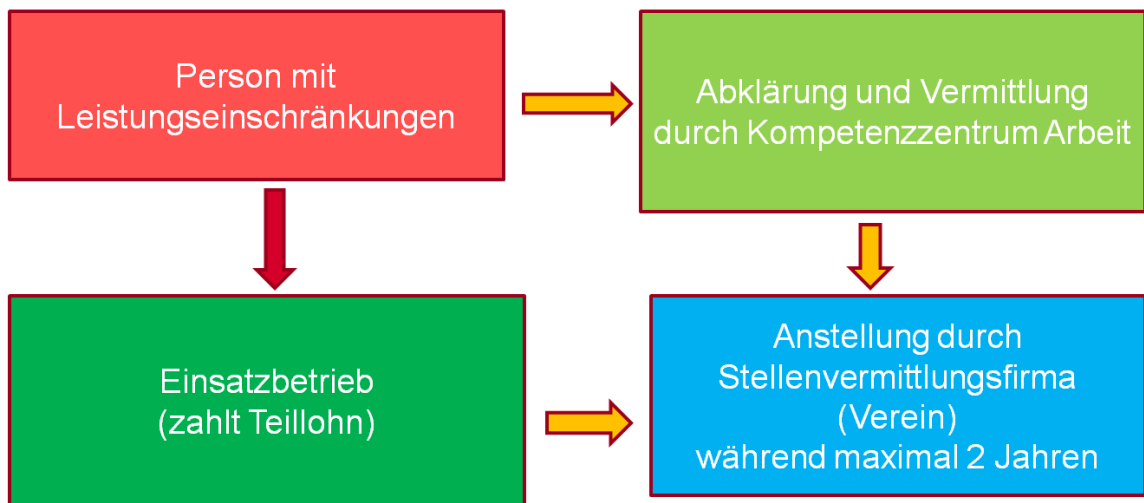 Person mit
Leistungseinschränkungen
Abklärung und Vermittlung
durch Kompetenzzentrum Arbeit
Einsatzbetrieb
(zahlt Teillohn)
Anstellung durch
Stellenvermittlungsfirma
(Verein)
während maximal 2 Jahren